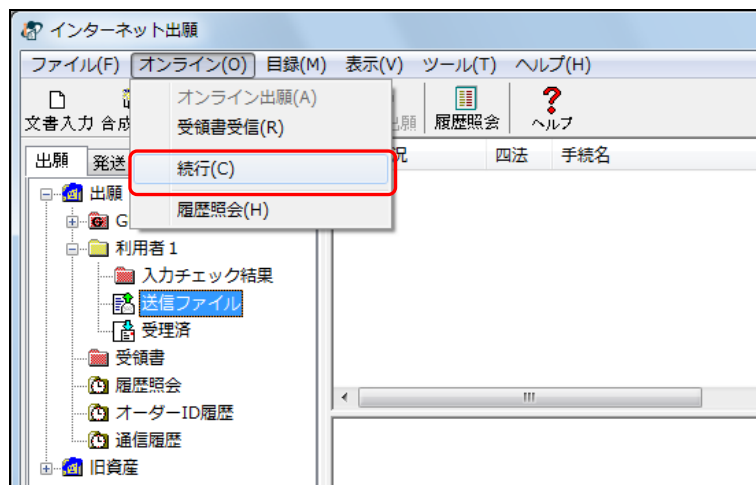 インターネット出願
ファイル(F) オンライン(O) 目録(M) 表示(V) ツール(T) ヘルプ(H)
オンライン出願(A)
受領書受信(R)
続行(C)
履歴照会(H)
文書入力 合成 出願 履歴照会 ヘルプ
出願 発送 況 四法 手続名
出願
G
利用者1
入力チェック結果
送信ファイル
受理済
受領書
履歴照会
オーダーID履歴
通信履歴
旧資産